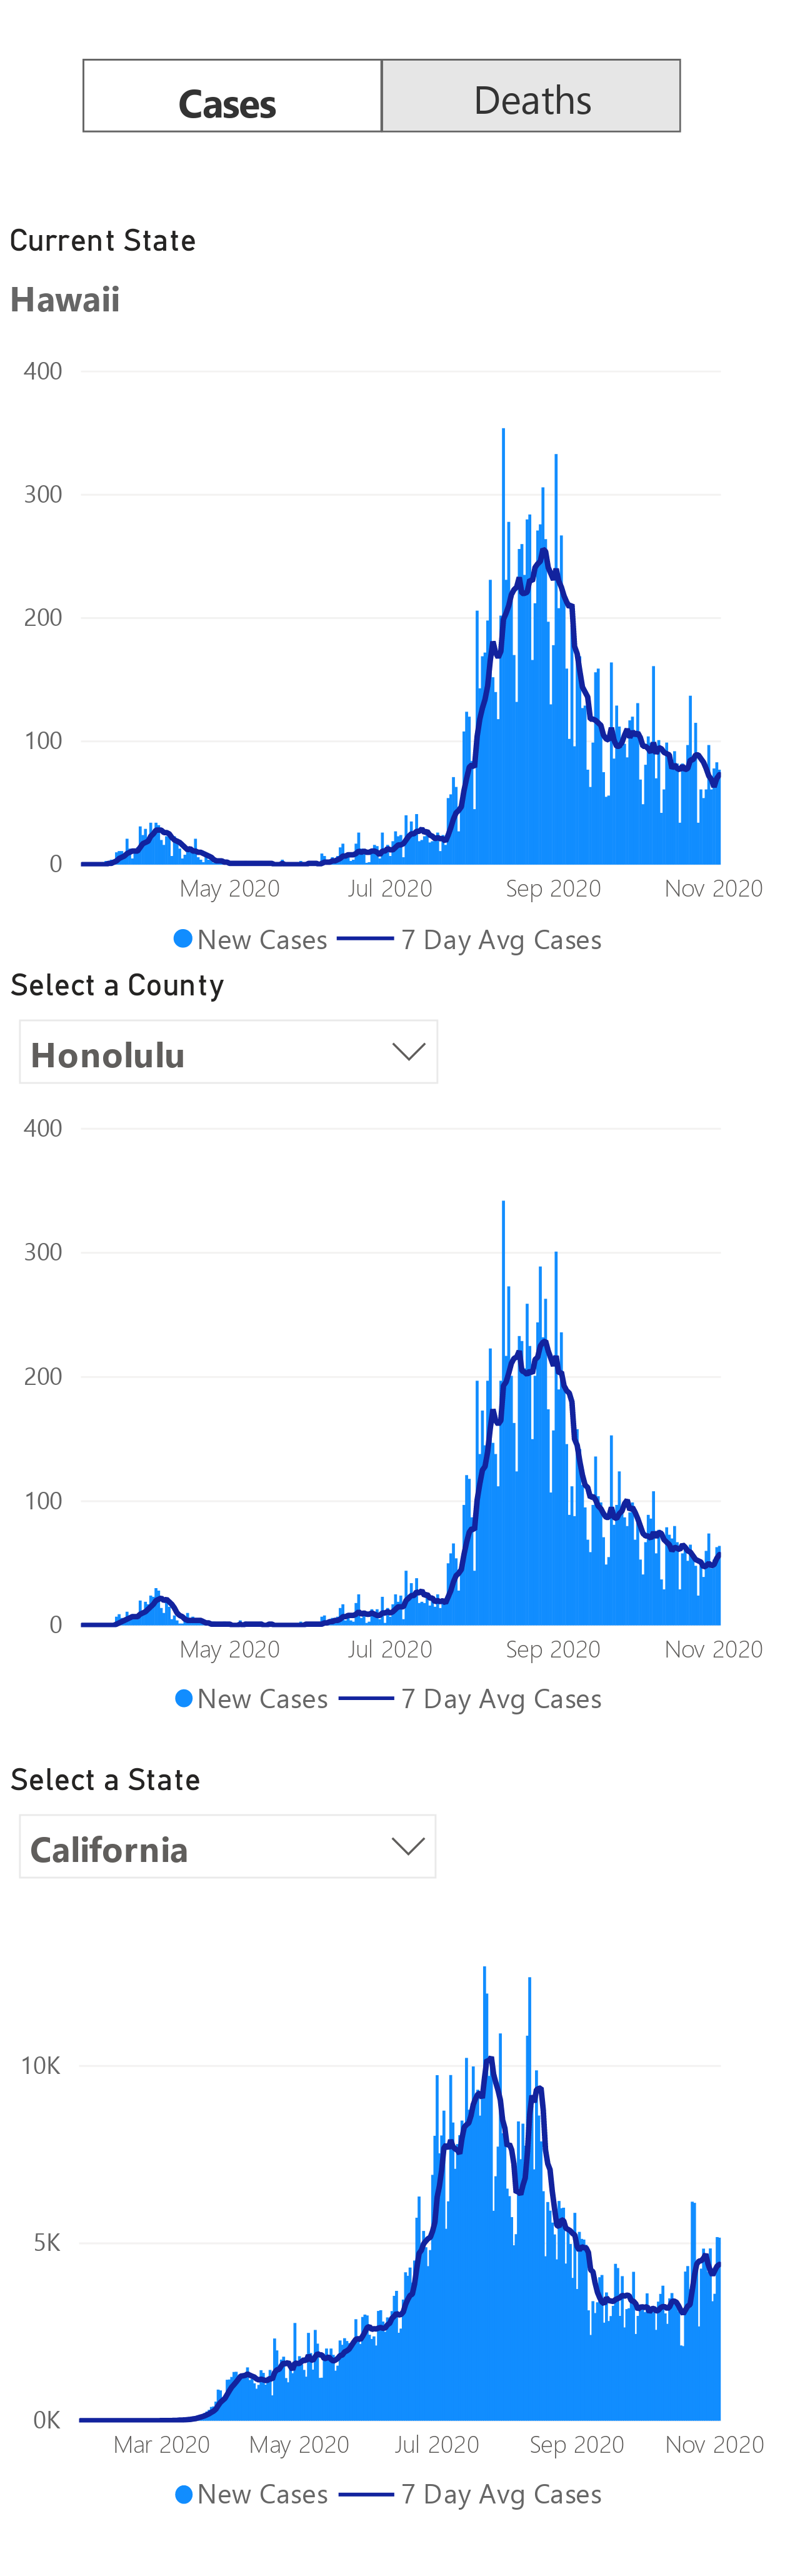 Cases Deaths
Current State
Hawaii
400
300
200
100
0
May 2020 Jul 2020 Sep 2020 Nov 2020
New Cases 7 Day Avg Cases
Select a County
Honolulu
400
300
200
100
0
May 2020 Jul 2020 Sep 2020 Nov 2020
New Cases 7 Day Avg Cases
Select a State
California
10K
5K
0K
Mar 2020 May 2020 Jul 2020 Sep 2020 Nov 2020
New Cases 7 Day Avg Cases